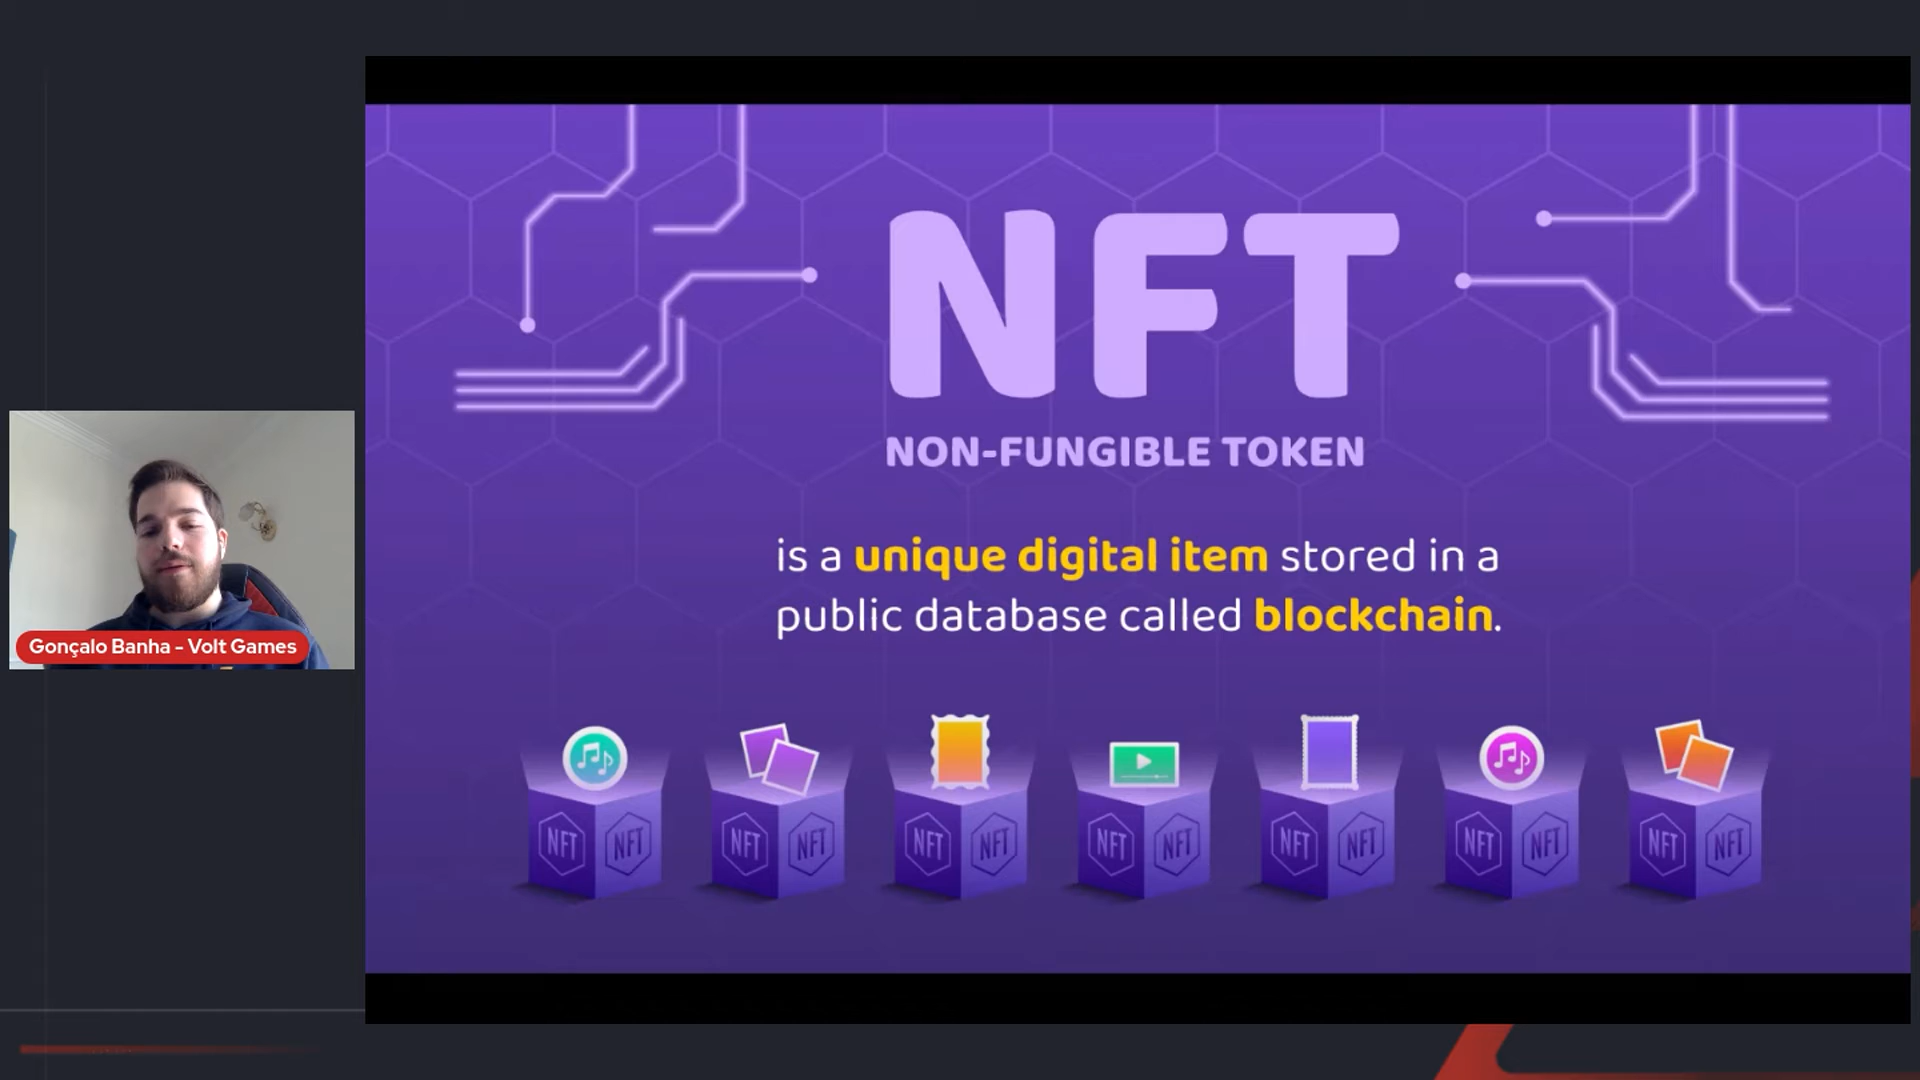 NFT
NON-FUNGIBLE TOKEN
is a unique digital item stored in a
public database called blockchain.
Gonçalo Banha - Volt Games
NFT NFT NFT NFT NFT NFT NFT NFT NFT NFT NFT NFT NFT NFT